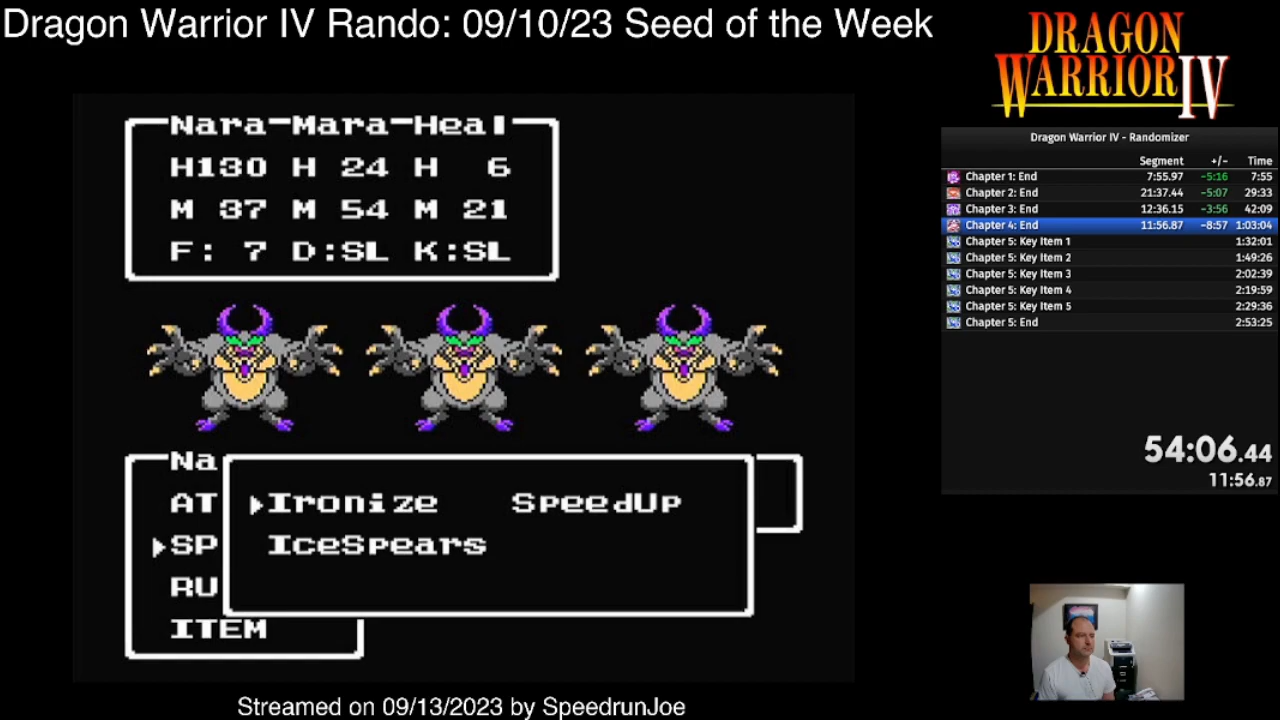 Dragon Warrior IV Rando: 09/10/23 Seed of the Week
DRAGON
WARRIOR IV
Nara Mara Heal
H130 H 24 H 6
M 37 M 54 M 21
F: 7 D:SL K:SL
Na
AT
SP
RU
ITEM
Ironize SpeedUp
IceSpears
Dragon Warrior IV - Randomizer
Segment +/- Time
Chapter 1: End 7:55.97 -5:16 7:55
Chapter 2: End 21:37.44 -5:07 29:33
Chapter 3: End 12:36.15 -3:56 42:09
Chapter 4: End 11:56.87 -8:57 1:03:04
Chapter 5: Key Item 1 1:32:01
Chapter 5: Key Item 2 1:49:26
Chapter 5: Key Item 3 2:02:39
Chapter 5: Key Item 4 2:19:59
Chapter 5: Key Item 5 2:29:36
Chapter 5: End 2:53:25
54:06.44
11:56.87
Streamed on 09/13/2023 by SpeedrunJoe